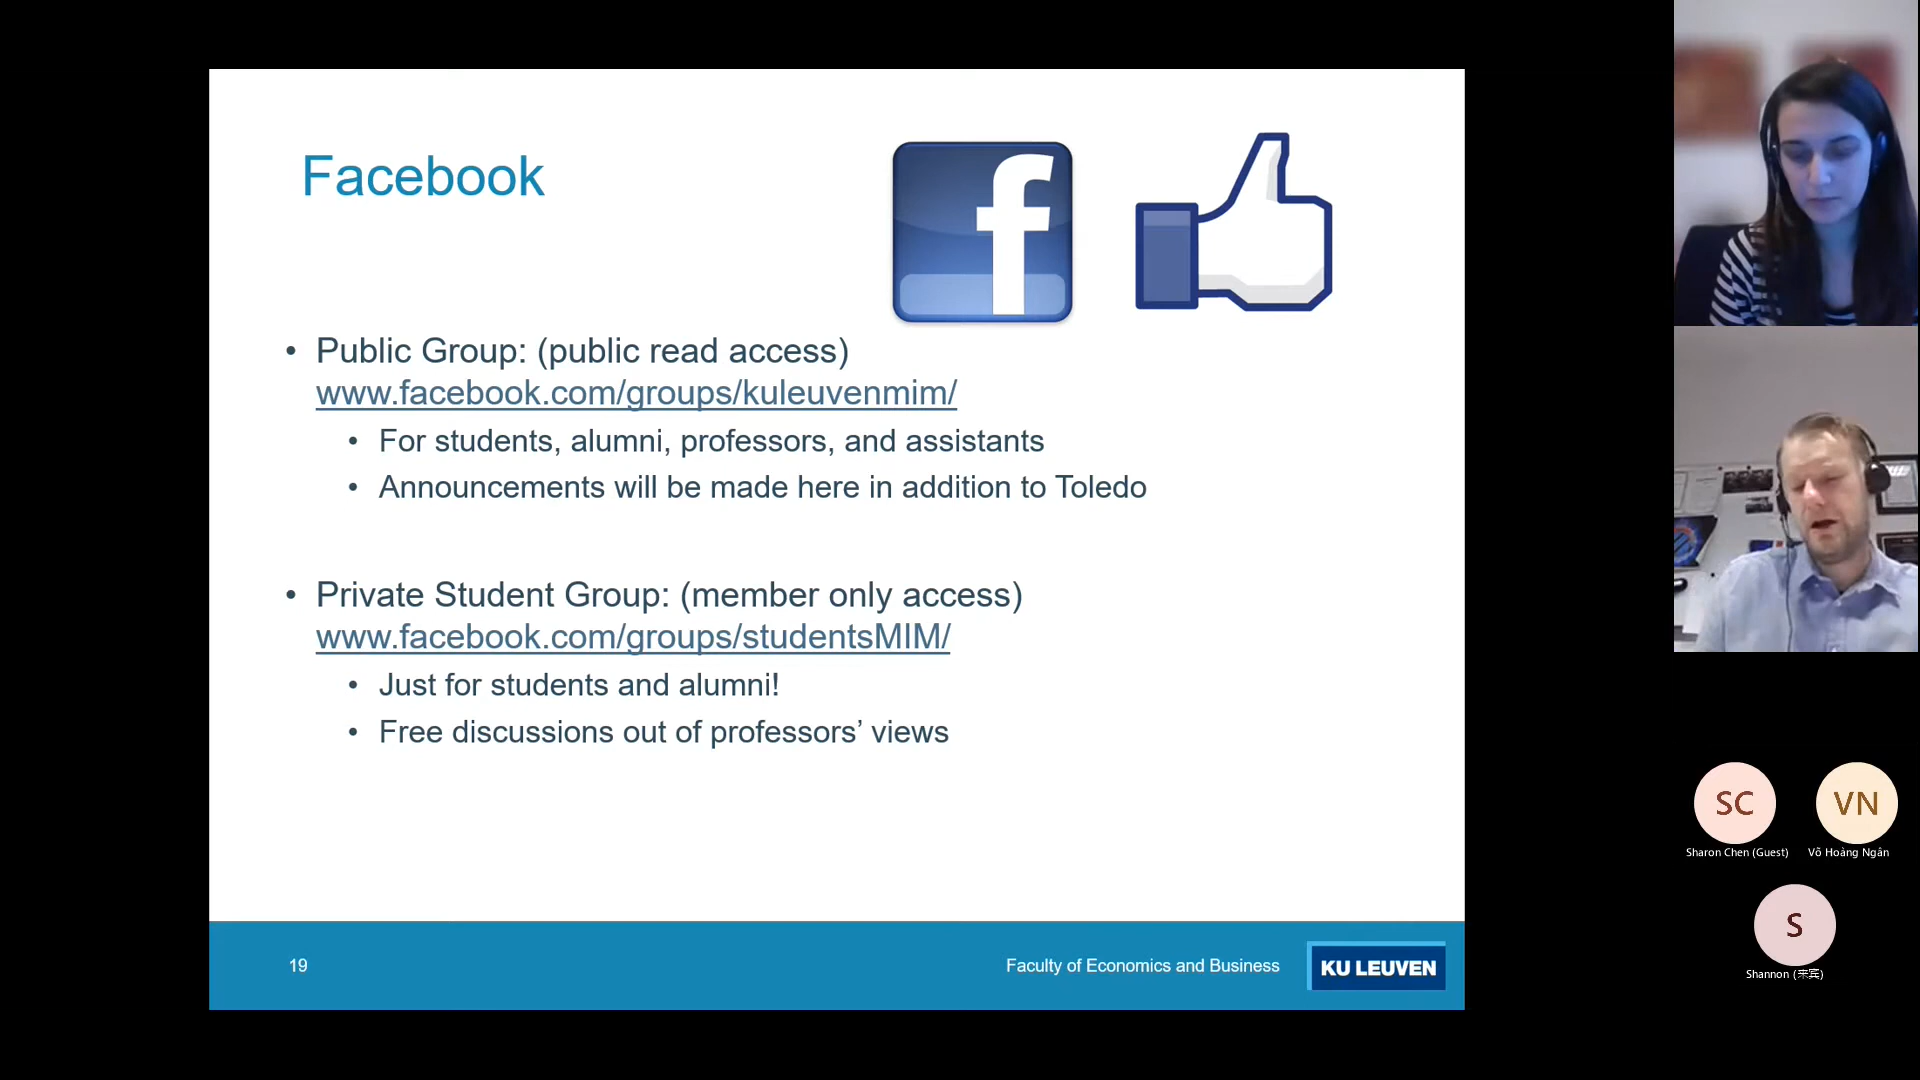 Facebook
f
• Public Group: (public read access)
www.facebook.com/groups/kuleuvenmim/
• For students, alumni, professors, and assistants
• Announcements will be made here in addition to Toledo
• Private Student Group: (member only access)
www.facebook.com/groups/studentsMIM/
• Just for students and alumni!
• Free discussions out of professors’ views
19
Faculty of Economics and Business
KU LEUVEN
SC
VN
Sharon Chen (Guest)
Võ Hoàng Ngân
S
Shannon (来宾)